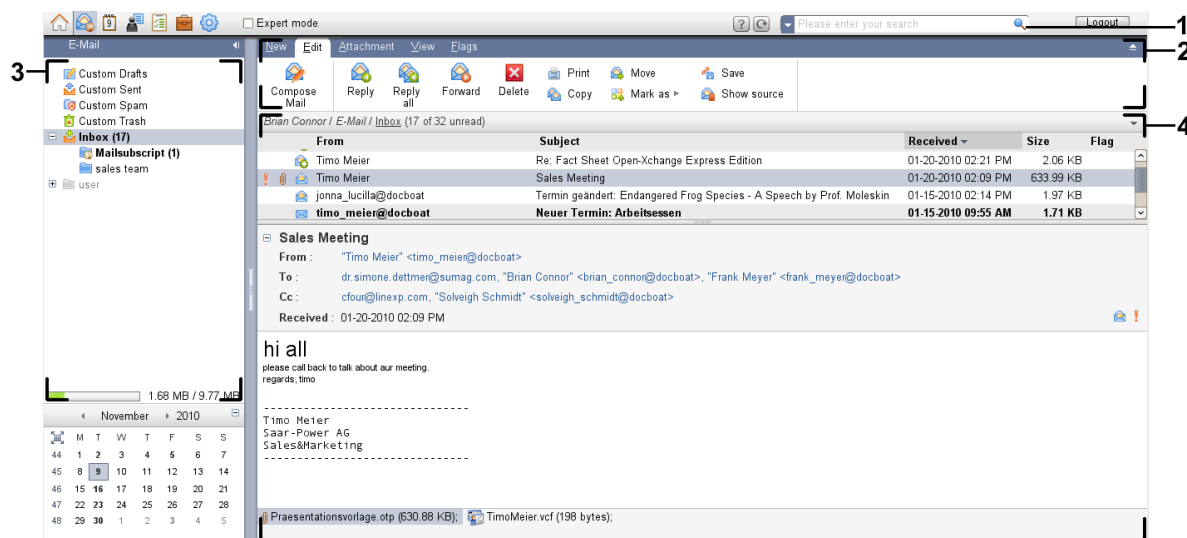 9 Expert mode ? Please enter your search Logout 1
E-Mail New Edit Attachment View Flags 2
3
Custom Drafts
Custom Sent
Custom Spam
Custom Trash
Inbox (17)
Mailsubscript (1)
sales team
user
1.68 MB / 9.77 MB
Compose Mail Reply Reply all Forward Delete
Print Move Save
Copy Mark as Show source
Brian Connor / E-Mail / Inbox (17 of 32 unread) 4
From Subject Received Size Flag
Timo Meier Re: Fact Sheet Open-Xchange Express Edition 01-20-2010 02:21 PM 2.06 KB
Timo Meier Sales Meeting 01-20-2010 02:09 PM 633.99 KB
jonna_lucilla@docboat Termin geändert: Endangered Frog Species - A Speech by Prof. Moleskin 01-15-2010 02:14 PM 1.97 KB
timo_meier@docboat Neuer Termin: Arbeitsessen 01-15-2010 09:55 AM 1.71 KB
Sales Meeting
From : "Timo Meier" <timo_meier@docboat>
To : dr.simone.dettmer@sumag.com, "Brian Connor" <brian_connor@docboat>, "Frank Meyer" <frank_meyer@docboat>
Cc : cfour@linexp.com, "Solveigh Schmidt" <solveigh_schmidt@docboat>
Received : 01-20-2010 02:09 PM
hi all
please call back to talk about aur meeting.
regards, timo
------------------------------
Timo Meier
Saar-Power AG
Sales&Marketing
------------------------------
Praesentationsvorlage.otp (630.88 KB); TimoMeier.vcf (198 bytes);
November 2010
M T W T F S S
44 1 2 3 4 5 6 7
45 8 9 10 11 12 13 14
46 15 16 17 18 19 20 21
47 22 23 24 25 26 27 28
48 29 30 1 2 3 4 5